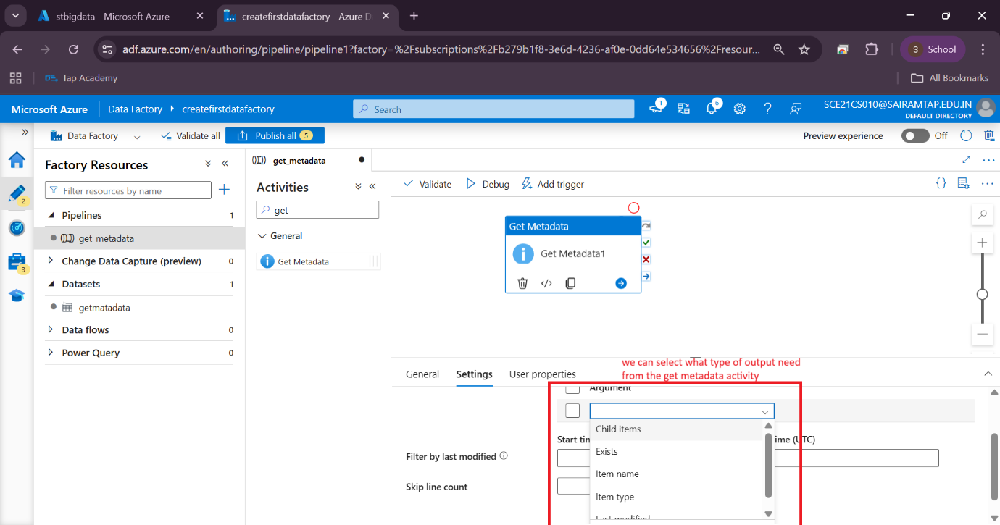 stbigdata - Microsoft Azure
createfirstdatafactory - Azure D
adf.azure.com/en/authoring/pipeline/pipeline1?factory=%2Fsubscriptions%2Fb279b1f8-3e6d-4236-af0e-0dd64e534656%2Fresour...
S School
Tap Academy
All Bookmarks
Microsoft Azure
Data Factory
createfirstdatafactory
Search
1
6
SCE21CS010@SAIRAMTAP.EDU.IN
DEFAULT DIRECTORY
Data Factory
Validate all
Publish all 5
Preview experience
Off
2
3
Factory Resources
Filter resources by name
Pipelines 1
get_metadata
Change Data Capture (preview) 0
Datasets 1
getmatadata
Data flows 0
Power Query 0
get_metadata
Activities
get
General
Get Metadata
Validate
Debug
Add trigger
Get Metadata
Get Metadata1
we can select what type of output need
from the get metadata activity
General
Settings
User properties
Argument
Child items
Exists
Item name
Item type
Last modified
Start tim
ime (UTC)
Filter by last modified
Skip line count